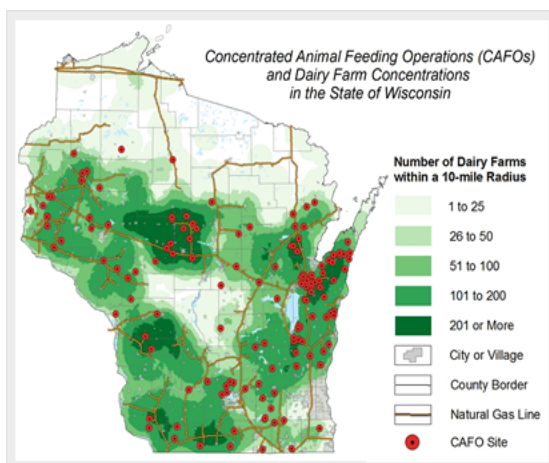 Concentrated Animal Feeding Operations (CAFOs)
and Dairy Farm Concentrations
in the State of Wisconsin
Number of Dairy Farms
within a 10-mile Radius
1 to 25
26 to 50
51 to 100
101 to 200
201 or More
City or Village
County Border
Natural Gas Line
CAFO Site